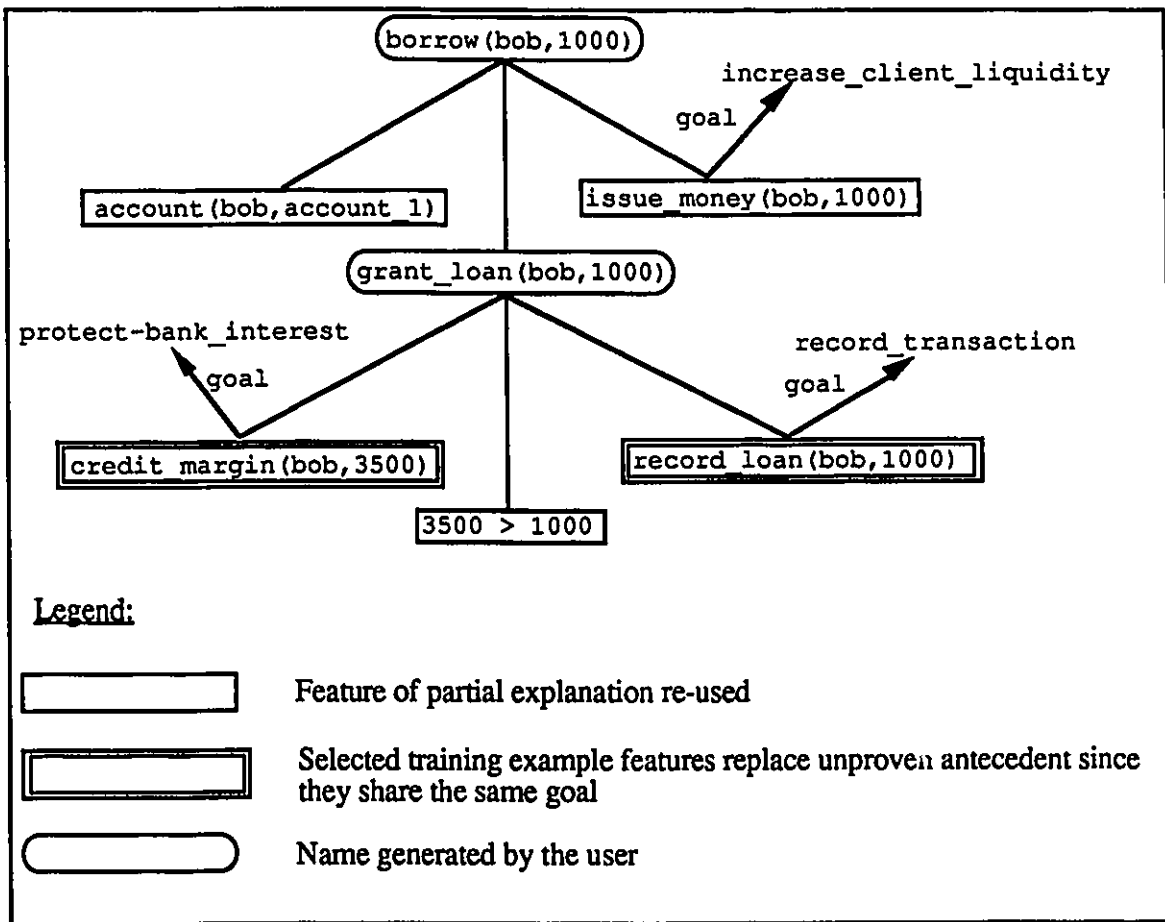 borrow(bob,1000)
increase_client_liquidity
goal
account(bob,account_1)
issue_money(bob,1000)
grant_loan(bob,1000)
protect-bank_interest
record_transaction
goal
goal
credit_margin(bob,3500)
record_loan(bob,1000)
3500 > 1000
Legend:
Feature of partial explanation re-used
Selected training example features replace unproven antecedent since
they share the same goal
Name generated by the user